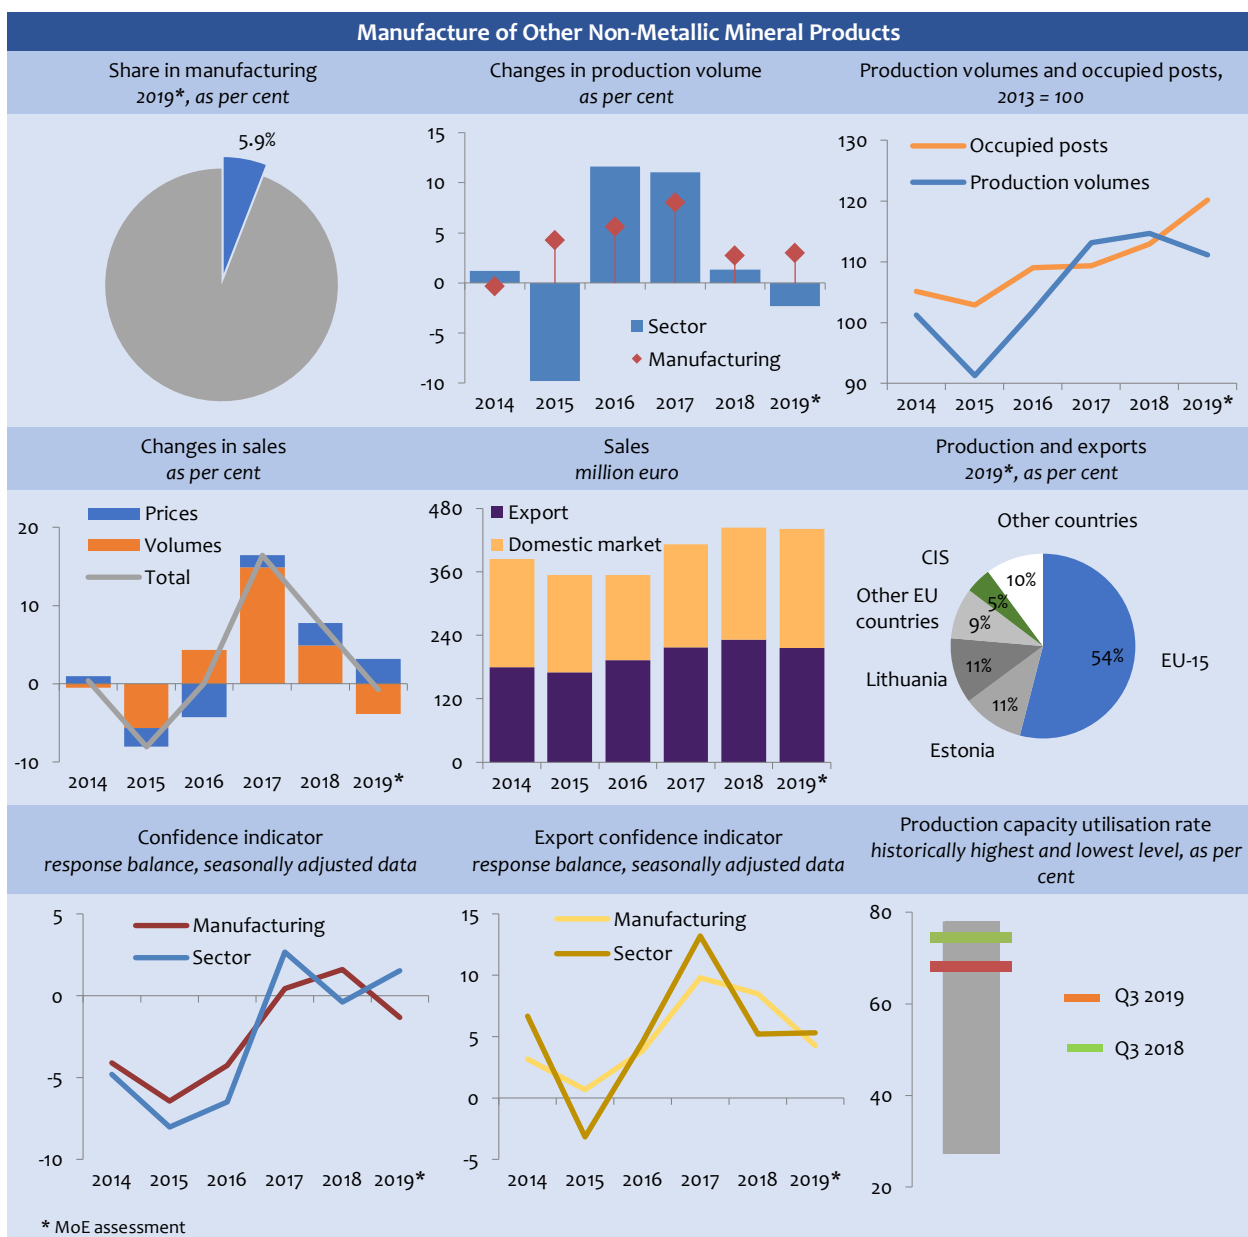 Manufacture of Other Non-Metallic Mineral Products
Share in manufacturing
2019*, as per cent
5.9%
Changes in production volume
as per cent
15
10
5
0
-5
-10
Sector
Manufacturing
2014 2015 2016 2017 2018 2019*
Production volumes and occupied posts,
2013 = 100
130
120
110
100
90
Occupied posts
Production volumes
2014 2015 2016 2017 2018 2019*
Changes in sales
as per cent
20
10
0
-10
Prices
Volumes
Total
2014 2015 2016 2017 2018 2019*
Sales
million euro
480
360
240
120
0
Export
Domestic market
2014 2015 2016 2017 2018 2019*
Production and exports
2019*, as per cent
Other countries
CIS
10%
Other EU
countries
5%
9%
54%
EU-15
Lithuania
11%
11%
Estonia
Confidence indicator
response balance, seasonally adjusted data
5
0
-5
-10
Manufacturing
Sector
2014 2015 2016 2017 2018 2019*
Export confidence indicator
response balance, seasonally adjusted data
15
10
5
0
-5
Manufacturing
Sector
2014 2015 2016 2017 2018 2019*
Production capacity utilisation rate
historically highest and lowest level, as per
cent
80
60
40
20
Q3 2019
Q3 2018
* MoE assessment